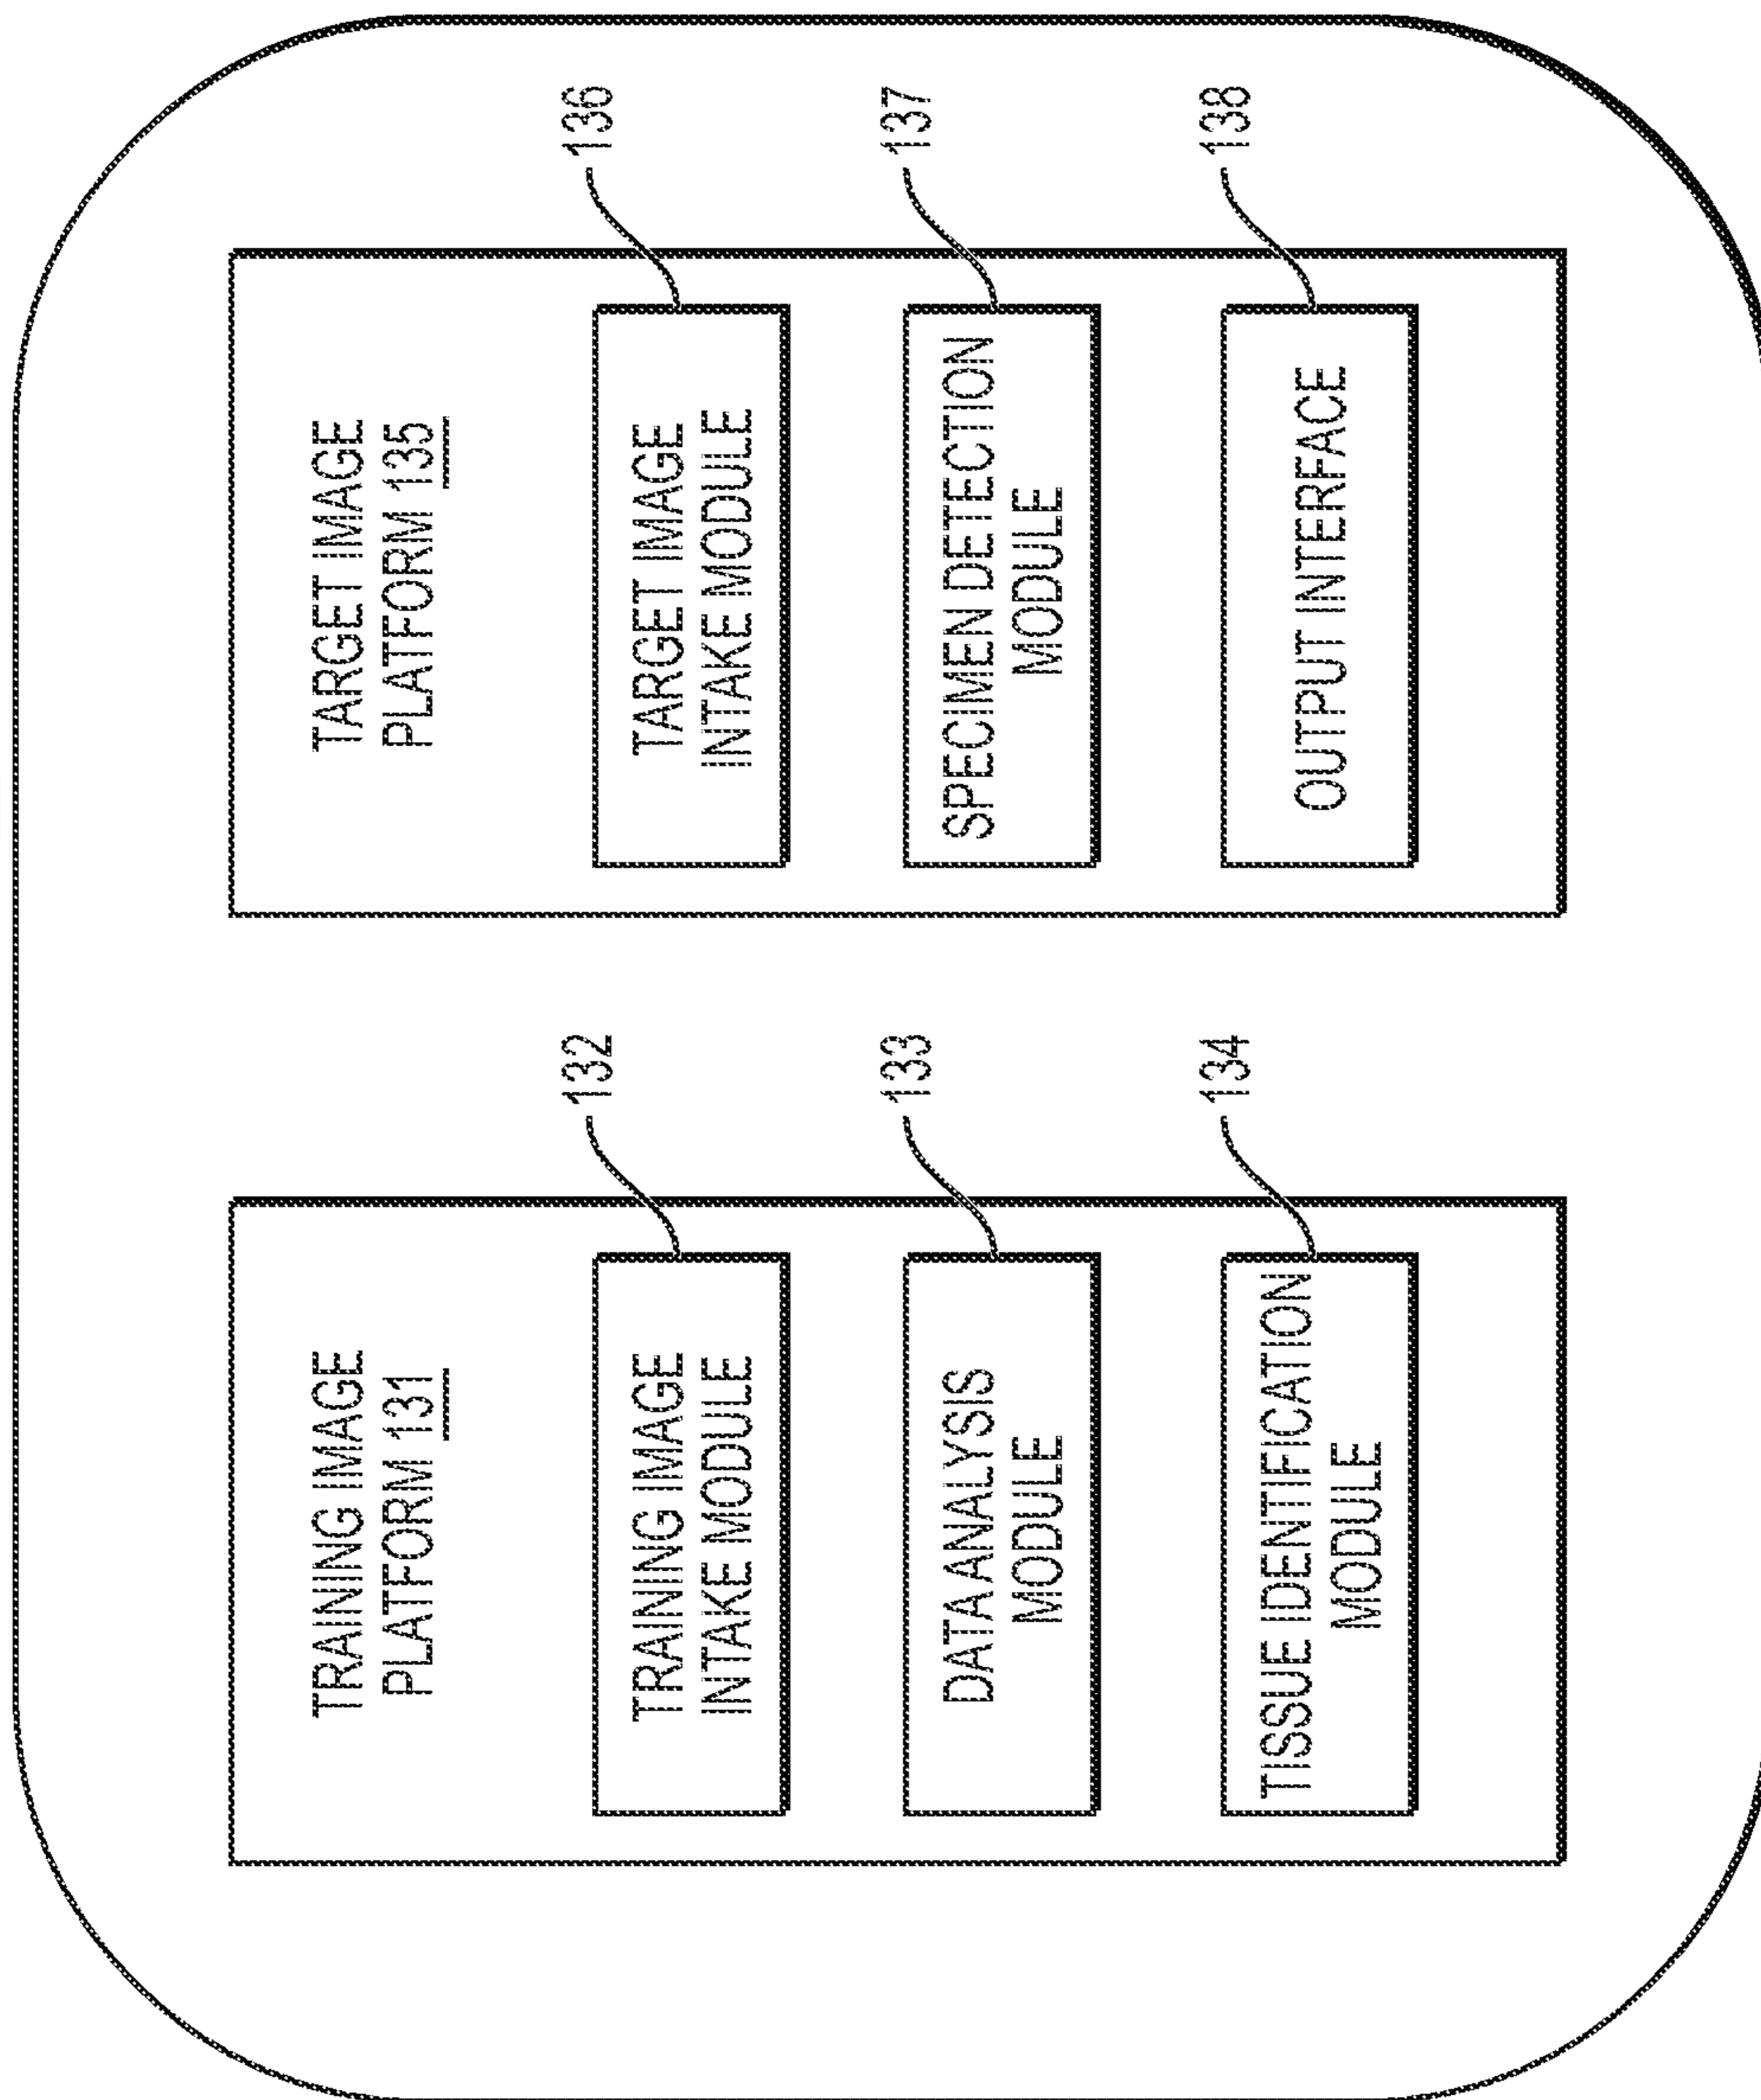 TRAINING IMAGE
PLATFORM 131
TRAINING IMAGE
INTAKE MODULE
132
DATA ANALYSIS
MODULE
133
TISSUE IDENTIFICATION
MODULE
134
TARGET IMAGE
PLATFORM 135
TARGET IMAGE
INTAKE MODULE
136
SPECIMEN DETECTION
MODULE
137
OUTPUT INTERFACE
138